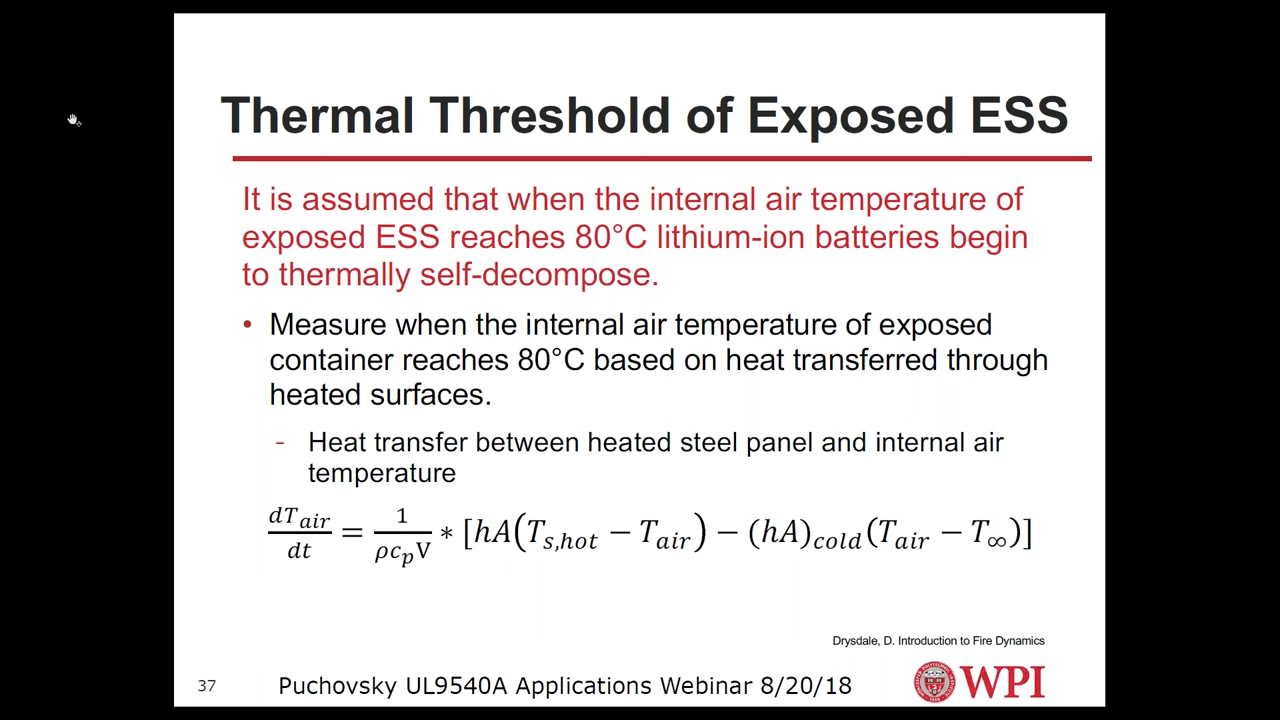 Thermal Threshold of Exposed ESS
It is assumed that when the internal air temperature of
exposed ESS reaches 80°C lithium-ion batteries begin
to thermally self-decompose.
• Measure when the internal air temperature of exposed
container reaches 80°C based on heat transferred through
heated surfaces.
- Heat transfer between heated steel panel and internal air
temperature
dT_air/dt = 1/(ρc_pV) * [hA(T_s,hot − T_air) − (hA)_cold(T_air − T_∞)]
Drysdale, D. Introduction to Fire Dynamics
37
Puchovsky UL9540A Applications Webinar 8/20/18
WPI